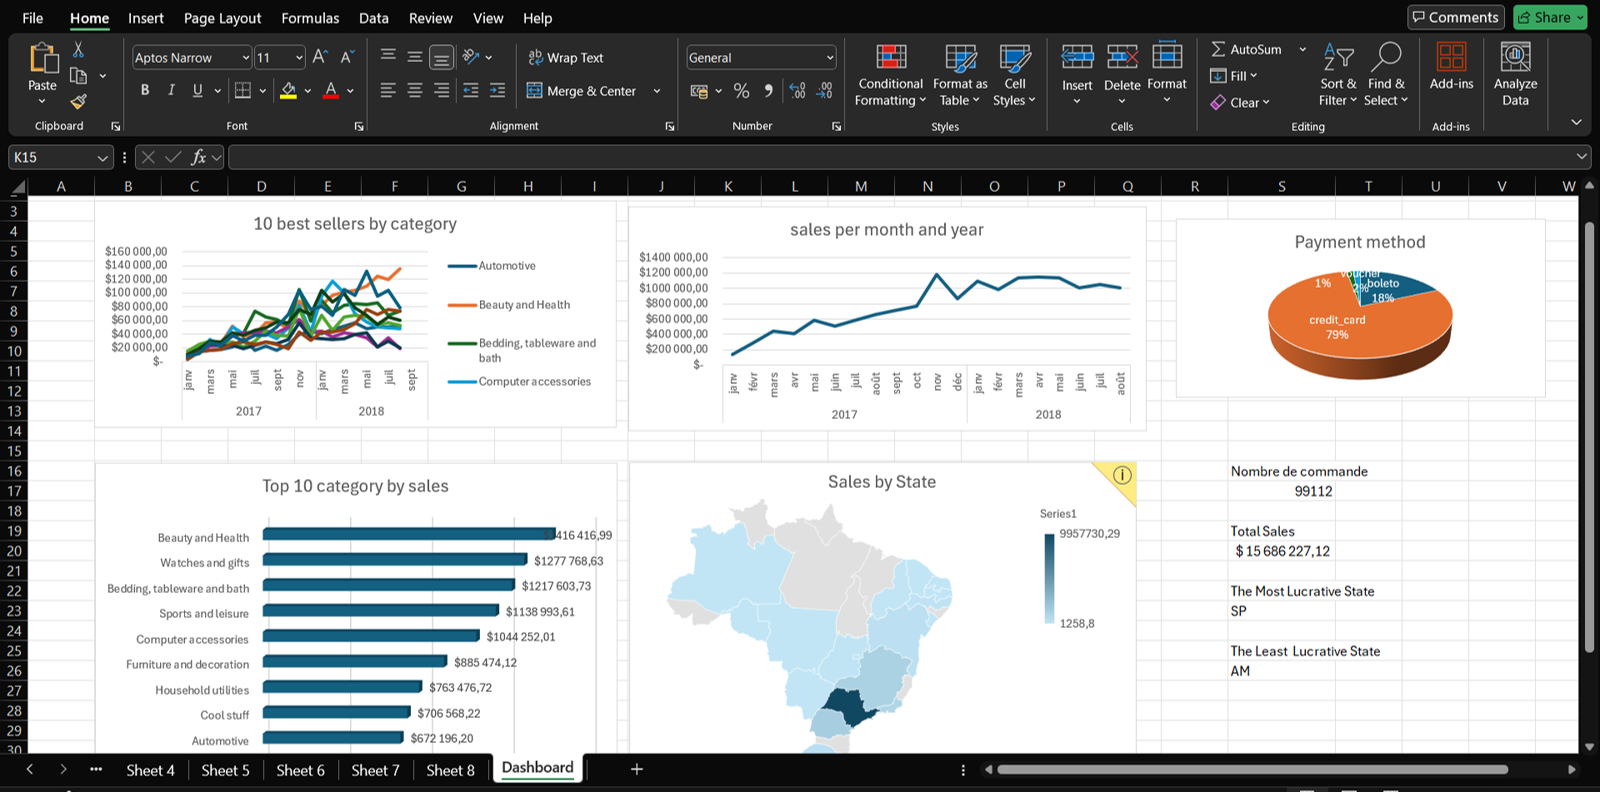 File Home Insert Page Layout Formulas Data Review View Help
Comments Share
Paste
Clipboard
Aptos Narrow 11
B I U
Font
Wrap Text
Merge & Center
Alignment
General
Number
Conditional Formatting
Format as Table
Cell Styles
Styles
Insert Delete Format
Cells
AutoSum
Fill
Clear
Sort & Filter
Find & Select
Editing
Add-ins
Add-ins
Analyze Data
K15
fx
A B C D E F G H I J K L M N O P Q R S T U V W
3
4
5
6
7
8
9
10
11
12
13
14
15
16
17
18
19
20
21
22
23
24
25
26
27
28
29
30
10 best sellers by category
$160 000,00
$140 000,00
$120 000,00
$100 000,00
$80 000,00
$60 000,00
$40 000,00
$20 000,00
$-
janv mars mai juil sept nov janv mars mai juil sept
2017 2018
Automotive
Beauty and Health
Bedding, tableware and
bath
Computer accessories
sales per month and year
$1400 000,00
$1200 000,00
$1000 000,00
$800 000,00
$600 000,00
$400 000,00
$200 000,00
$-
janv févr mars avr mai juin juil août sept oct nov déc janv févr mars avr mai juin juil août
2017 2018
Payment method
voucher
1%
2%
boleto
18%
credit_card
79%
Top 10 category by sales
Beauty and Health 416 416,99
Watches and gifts $1277 768,63
Bedding, tableware and bath $1217 603,73
Sports and leisure $1138 993,61
Computer accessories $1044 252,01
Furniture and decoration $885 474,12
Household utilities $763 476,72
Cool stuff $706 568,22
Automotive $672 196,20
Sales by State
Series1
9957730,29
1258,8
Nombre de commande
99112
Total Sales
$ 15 686 227,12
The Most Lucrative State
SP
The Least Lucrative State
AM
Sheet 4 Sheet 5 Sheet 6 Sheet 7 Sheet 8 Dashboard